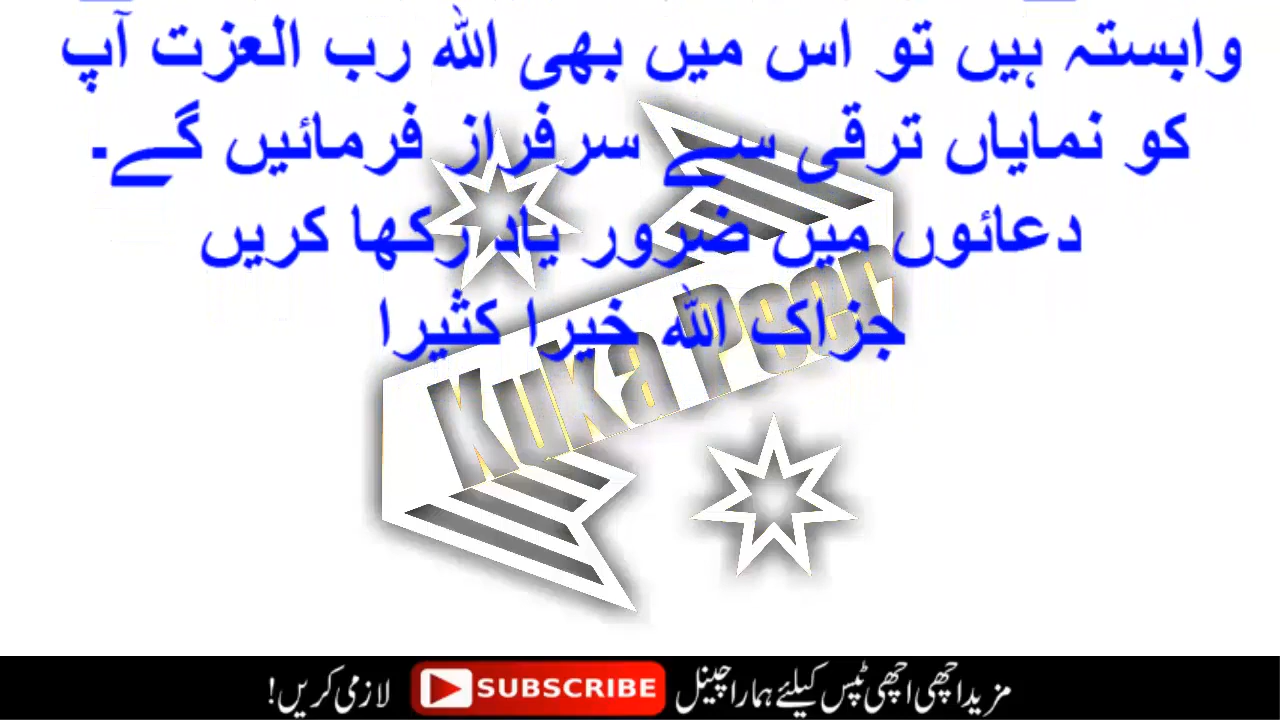 وابستہ ہیں تو اس میں بھی اللہ رب العزت آپ
کو نمایاں ترقی سے سرفراز فرمائیں گے۔
دعائوں میں ضرور یاد رکھا کریں
جزاک اللہ خیرا کثیرا
Kuka Peer
مزید اچھی اچھی ٹپس کیلئے ہمارا چینل SUBSCRIBE لازمی کریں!